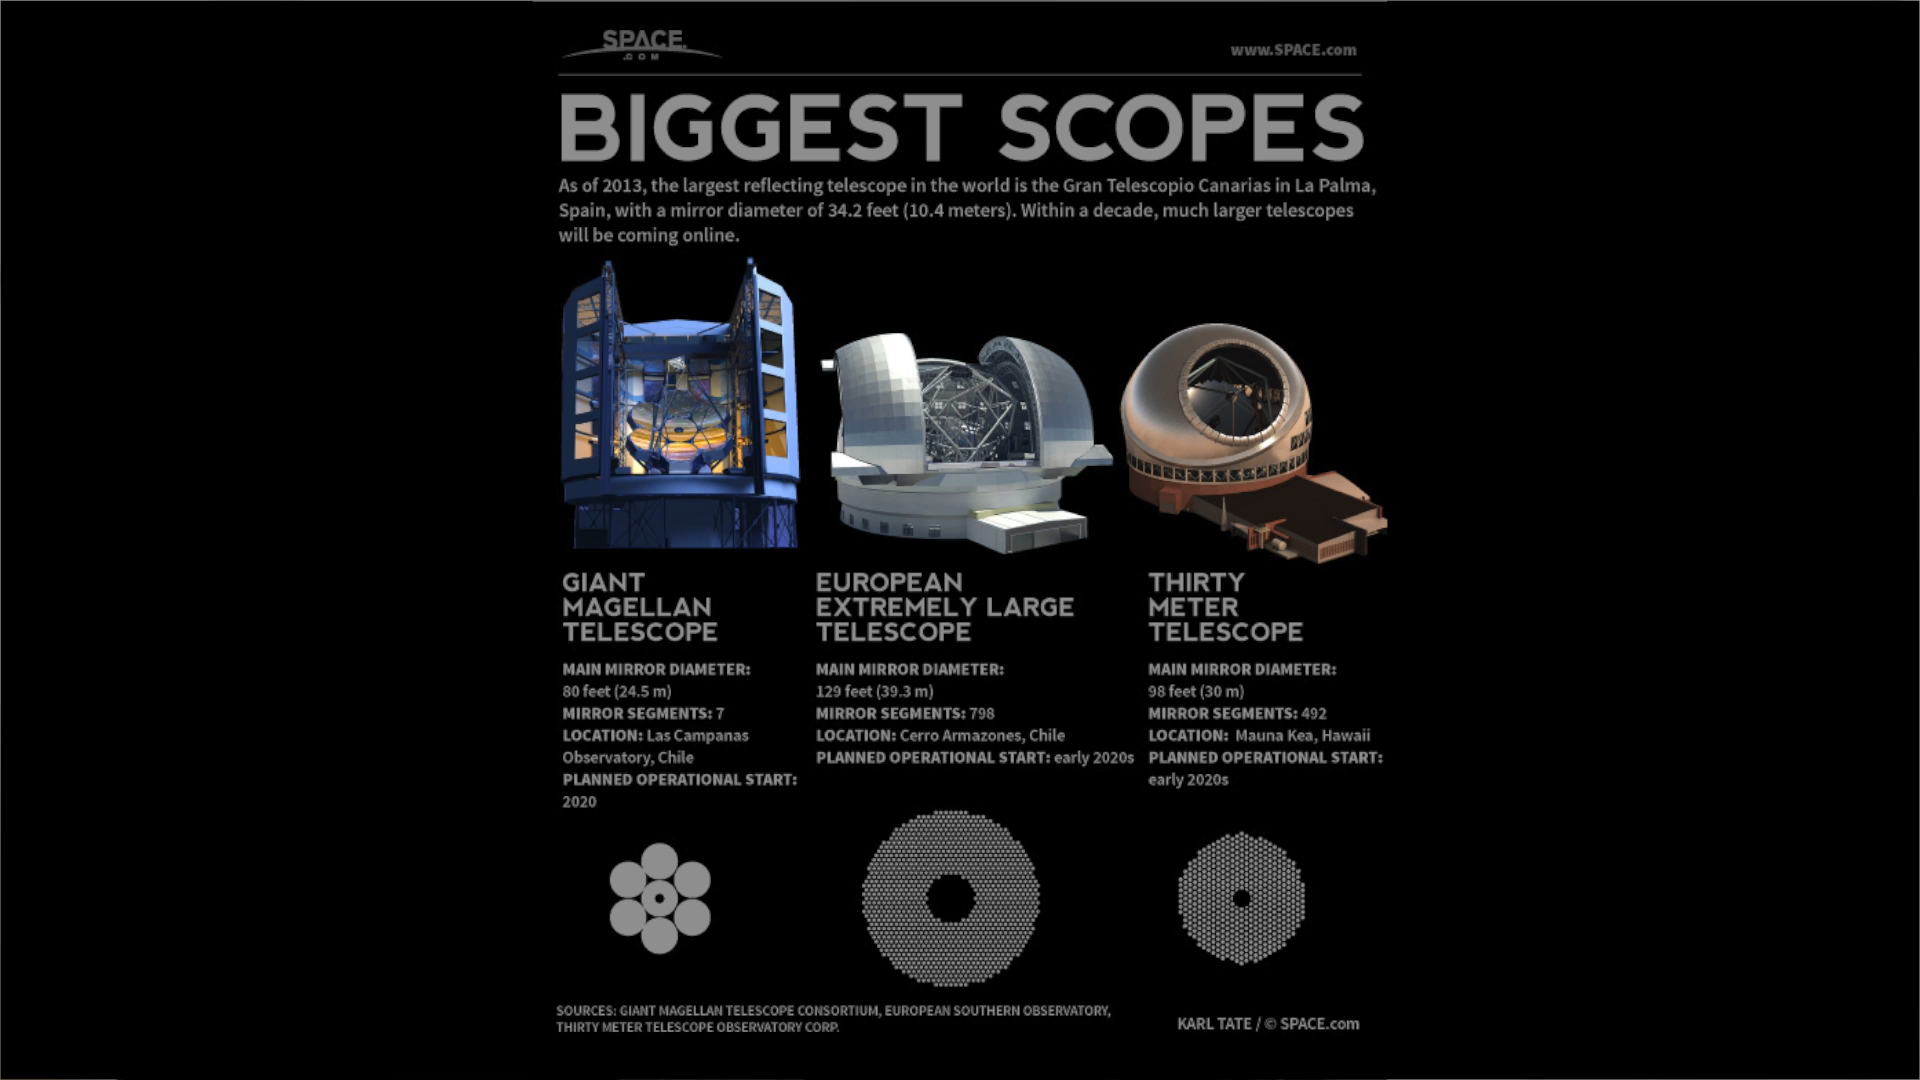 SPACE.
.COM
www.SPACE.com
BIGGEST SCOPES
As of 2013, the largest reflecting telescope in the world is the Gran Telescopio Canarias in La Palma,
Spain, with a mirror diameter of 34.2 feet (10.4 meters). Within a decade, much larger telescopes
will be coming online.
GIANT
MAGELLAN
TELESCOPE
MAIN MIRROR DIAMETER:
80 feet (24.5 m)
MIRROR SEGMENTS: 7
LOCATION: Las Campanas
Observatory, Chile
PLANNED OPERATIONAL START:
2020
EUROPEAN
EXTREMELY LARGE
TELESCOPE
MAIN MIRROR DIAMETER:
129 feet (39.3 m)
MIRROR SEGMENTS: 798
LOCATION: Cerro Armazones, Chile
PLANNED OPERATIONAL START: early 2020s
THIRTY
METER
TELESCOPE
MAIN MIRROR DIAMETER:
98 feet (30 m)
MIRROR SEGMENTS: 492
LOCATION: Mauna Kea, Hawaii
PLANNED OPERATIONAL START:
early 2020s
SOURCES: GIANT MAGELLAN TELESCOPE CONSORTIUM, EUROPEAN SOUTHERN OBSERVATORY,
THIRTY METER TELESCOPE OBSERVATORY CORP.
KARL TATE / © SPACE.com